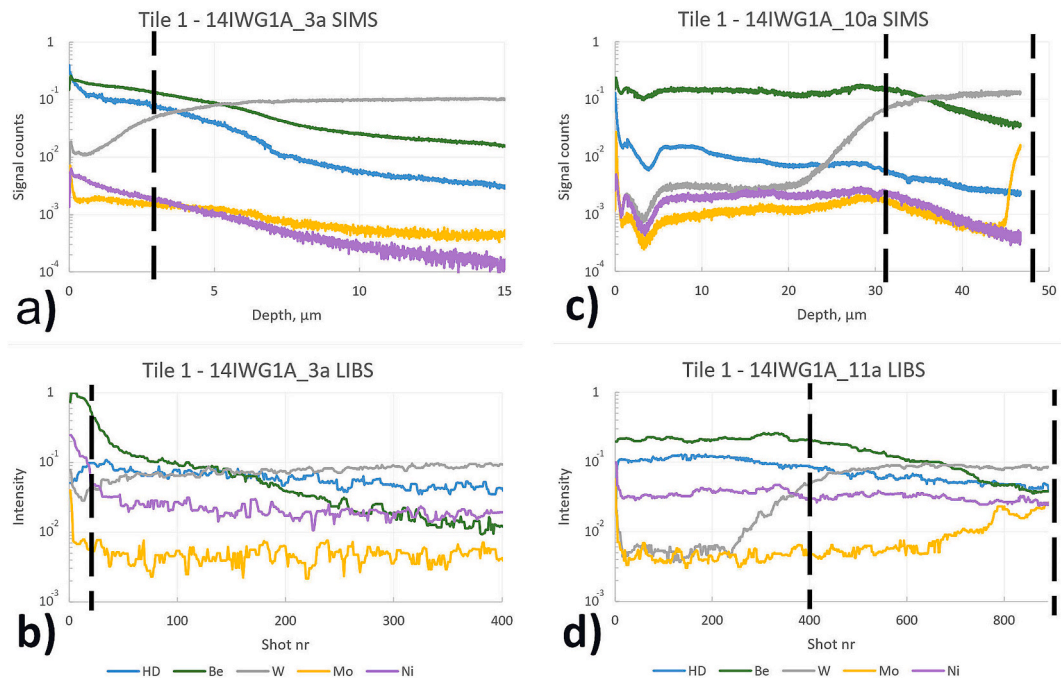 Tile 1 - 14IWG1A_3a SIMS
1
10-1
10-2
10-3
10-4
Signal counts
0 5 10 15
Depth, µm
a)
Tile 1 - 14IWG1A_10a SIMS
1
10-1
10-2
10-3
10-4
Signal counts
0 10 20 30 40 50
Depth, µm
c)
Tile 1 - 14IWG1A_3a LIBS
1
10-1
10-2
10-3
Intensity
0 100 200 300 400
Shot nr
b)
HD Be W Mo Ni
Tile 1 - 14IWG1A_11a LIBS
1
10-1
10-2
10-3
Intensity
0 200 400 600 800
Shot nr
d)
HD Be W Mo Ni